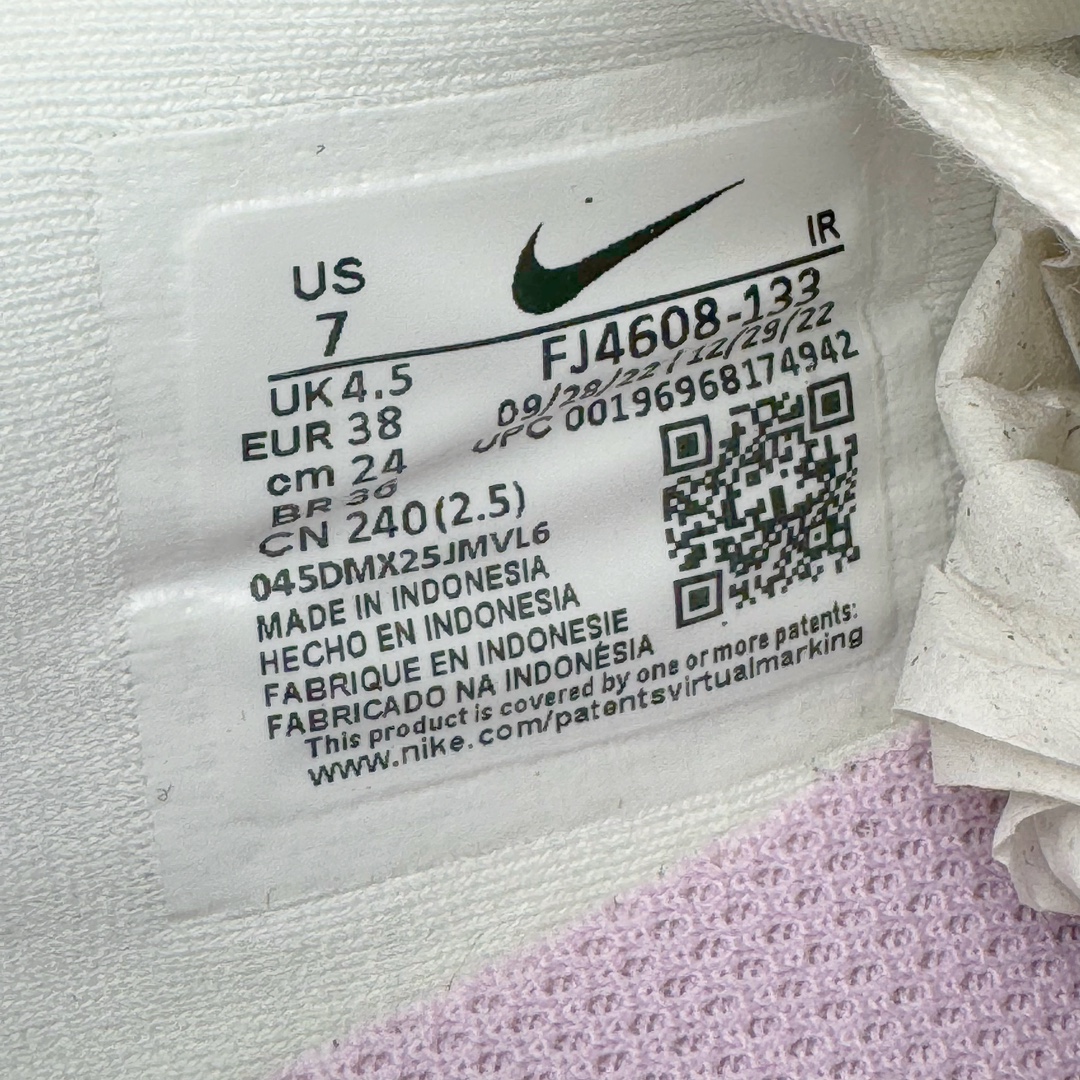 US
7
IR
UK 4.5
EUR 38
cm 24
BR 36
CN 240(2.5)
FJ4608-133
09/28/22 | 12/29/22
UPC 00196968174942
045DMX25JMVL6
MADE IN INDONESIA
HECHO EN INDONESIA
FABRIQUE EN INDONESIE
FABRICADO NA INDONÉSIA
This product is covered by one or more patents:
www.nike.com/patentsvirtualmarking